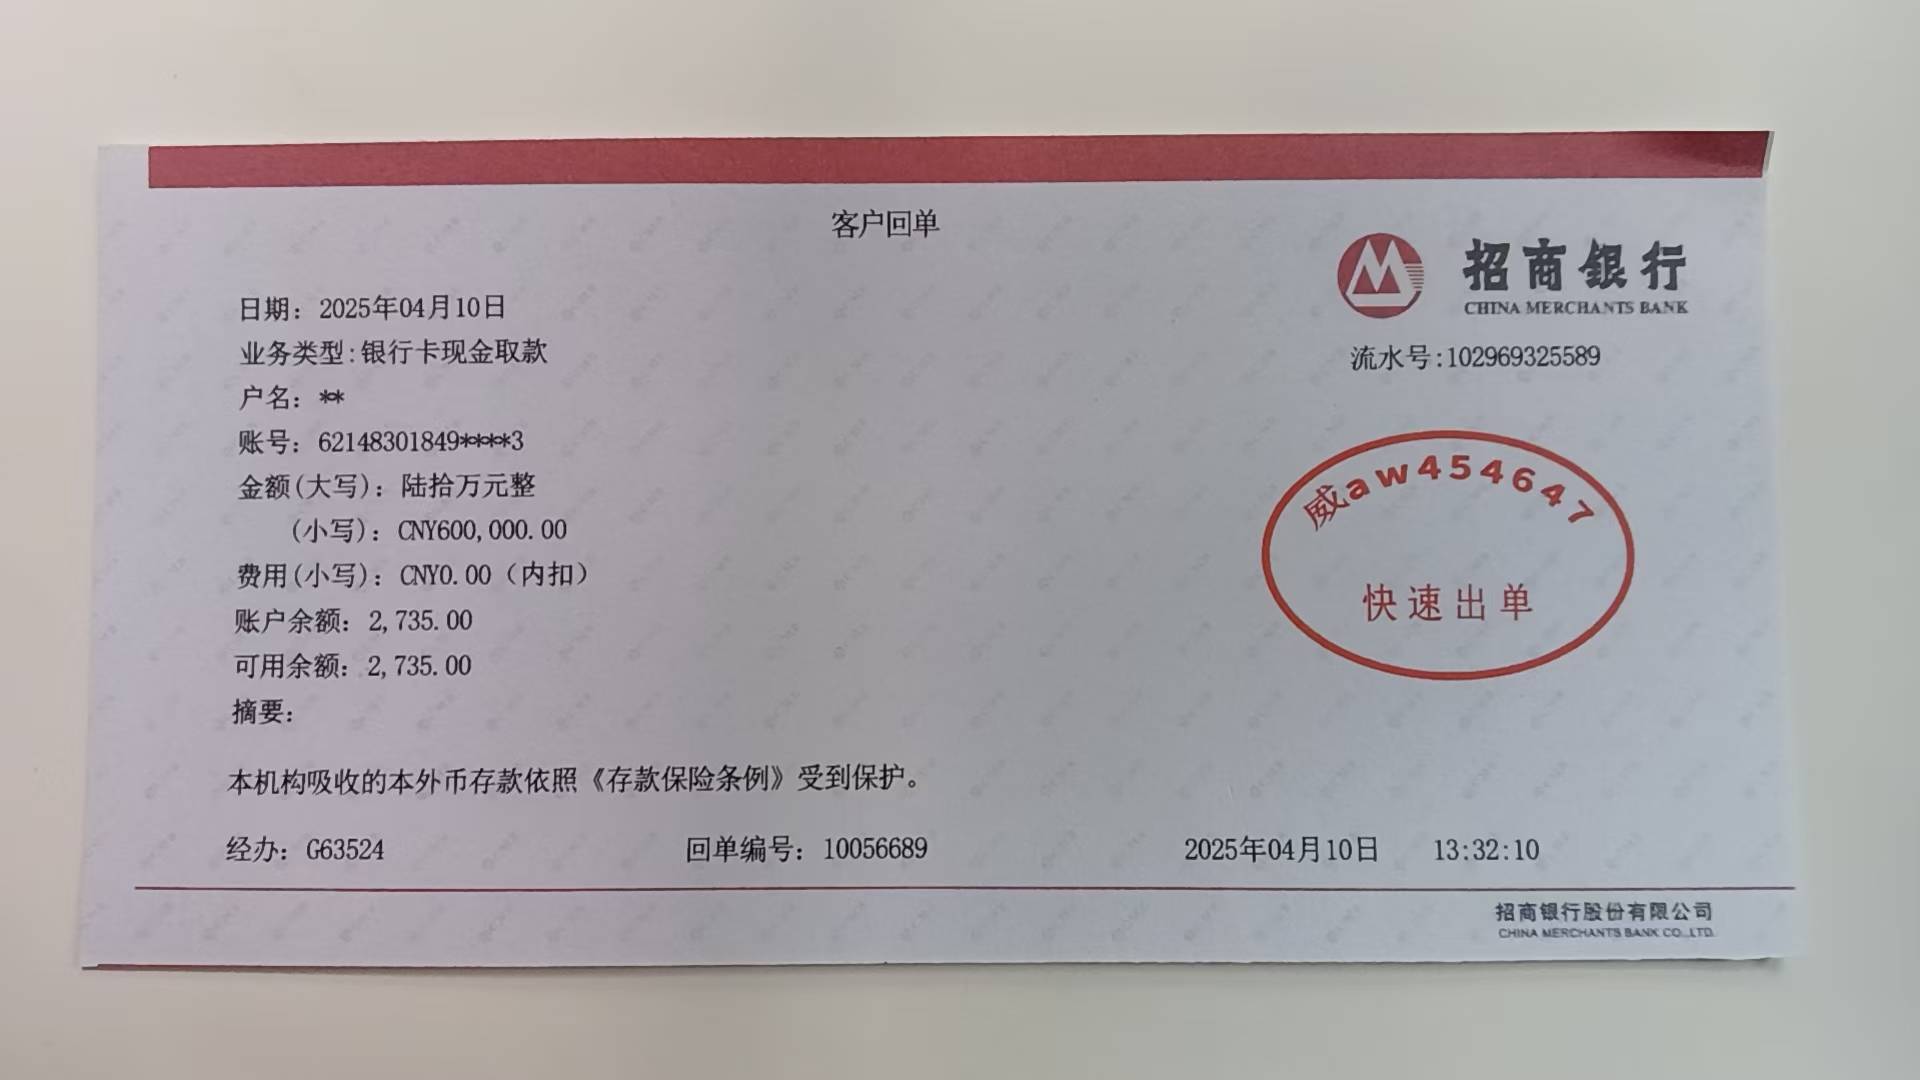 客户回单
招商银行
CHINA MERCHANTS BANK
流水号:102969325589
日期：2025年04月10日
业务类型:银行卡现金取款
户名：**
账号：62148301849****3
金额(大写)：陆拾万元整
(小写)：CNY600,000.00
费用(小写)：CNY0.00（内扣）
账户余额：2,735.00
可用余额：2,735.00
摘要：
威aw454647
快速出单
本机构吸收的本外币存款依照《存款保险条例》受到保护。
经办：G63524 回单编号：10056689 2025年04月10日 13:32:10
招商银行股份有限公司
CHINA MERCHANTS BANK CO.,LTD.